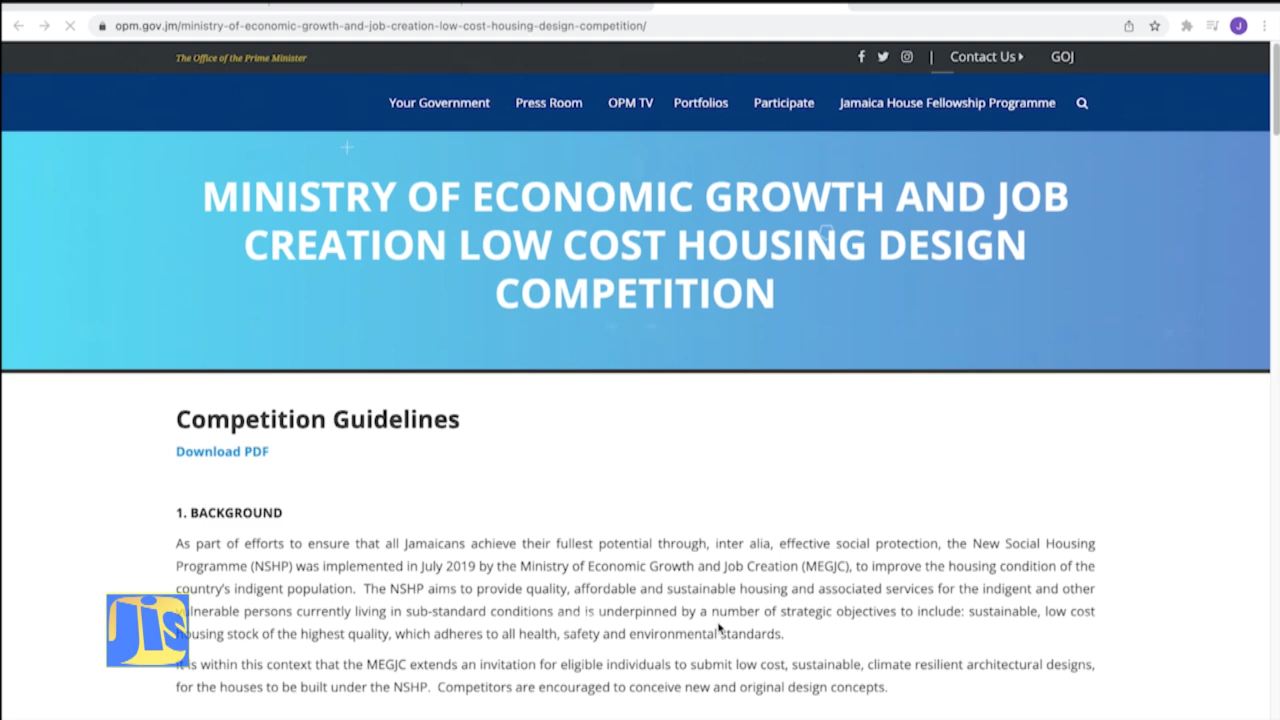 opm.gov.jm/ministry-of-economic-growth-and-job-creation-low-cost-housing-design-competition/
J
The Office of the Prime Minister
| Contact Us GOJ
Your Government Press Room OPM TV Portfolios Participate Jamaica House Fellowship Programme
MINISTRY OF ECONOMIC GROWTH AND JOB
CREATION LOW COST HOUSING DESIGN
COMPETITION
Competition Guidelines
Download PDF
1. BACKGROUND
As part of efforts to ensure that all Jamaicans achieve their fullest potential through, inter alia, effective social protection, the New Social Housing
Programme (NSHP) was implemented in July 2019 by the Ministry of Economic Growth and Job Creation (MEGJC), to improve the housing condition of the
country's indigent population. The NSHP aims to provide quality, affordable and sustainable housing and associated services for the indigent and other
vulnerable persons currently living in sub-standard conditions and is underpinned by a number of strategic objectives to include: sustainable, low cost
housing stock of the highest quality, which adheres to all health, safety and environmental standards.
It is within this context that the MEGJC extends an invitation for eligible individuals to submit low cost, sustainable, climate resilient architectural designs,
for the houses to be built under the NSHP. Competitors are encouraged to conceive new and original design concepts.
jis